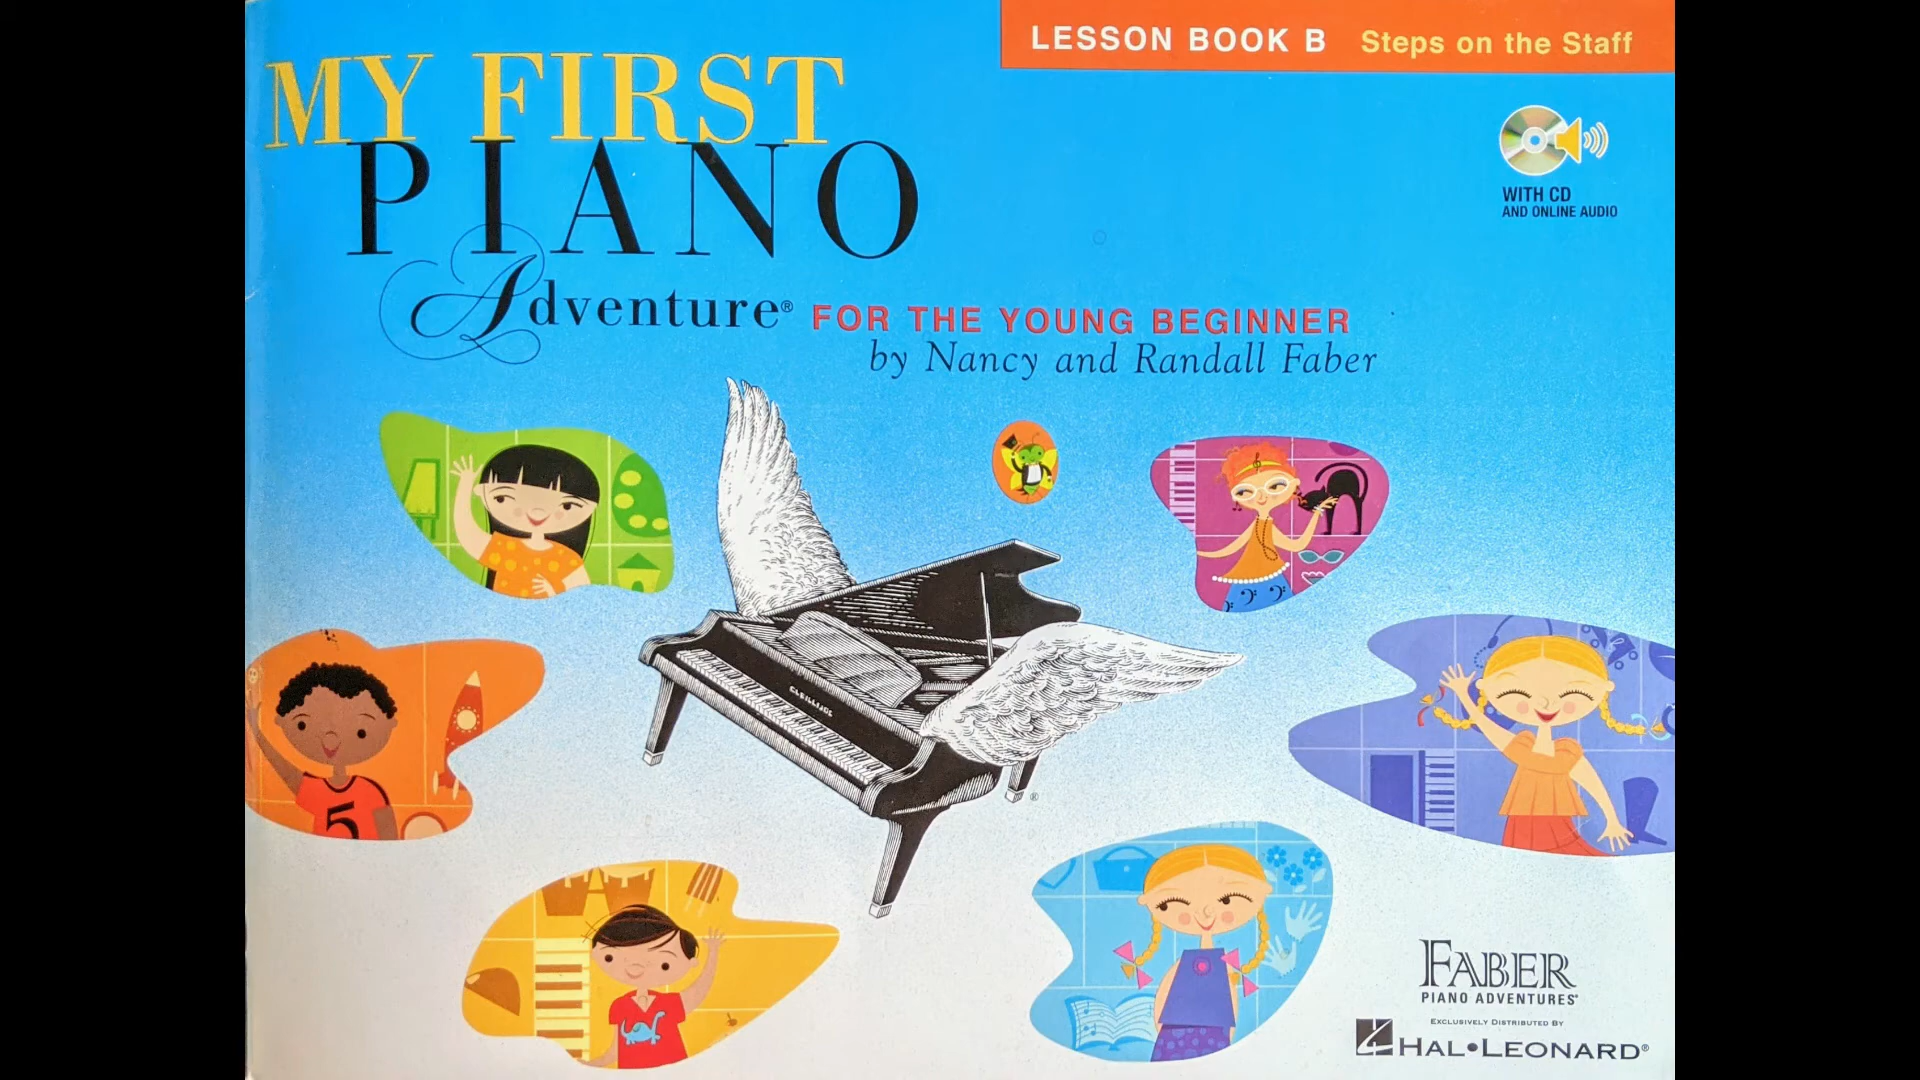 LESSON BOOK B Steps on the Staff
MY FIRST
PIANO
Adventure® FOR THE YOUNG BEGINNER
by Nancy and Randall Faber
WITH CD
AND ONLINE AUDIO
5
®
FABER
PIANO ADVENTURES®
EXCLUSIVELY DISTRIBUTED BY
HAL•LEONARD®